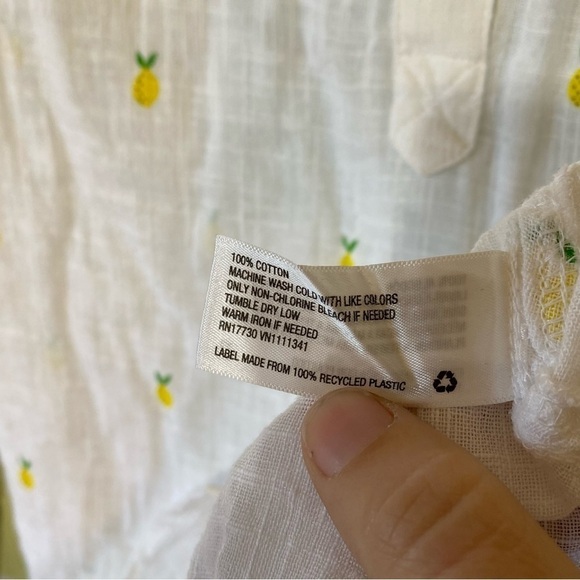 100% COTTON
MACHINE WASH COLD WITH LIKE COLORS
ONLY NON-CHLORINE BLEACH IF NEEDED
TUMBLE DRY LOW
WARM IRON IF NEEDED
RN17730 VN1111341
LABEL MADE FROM 100% RECYCLED PLASTIC